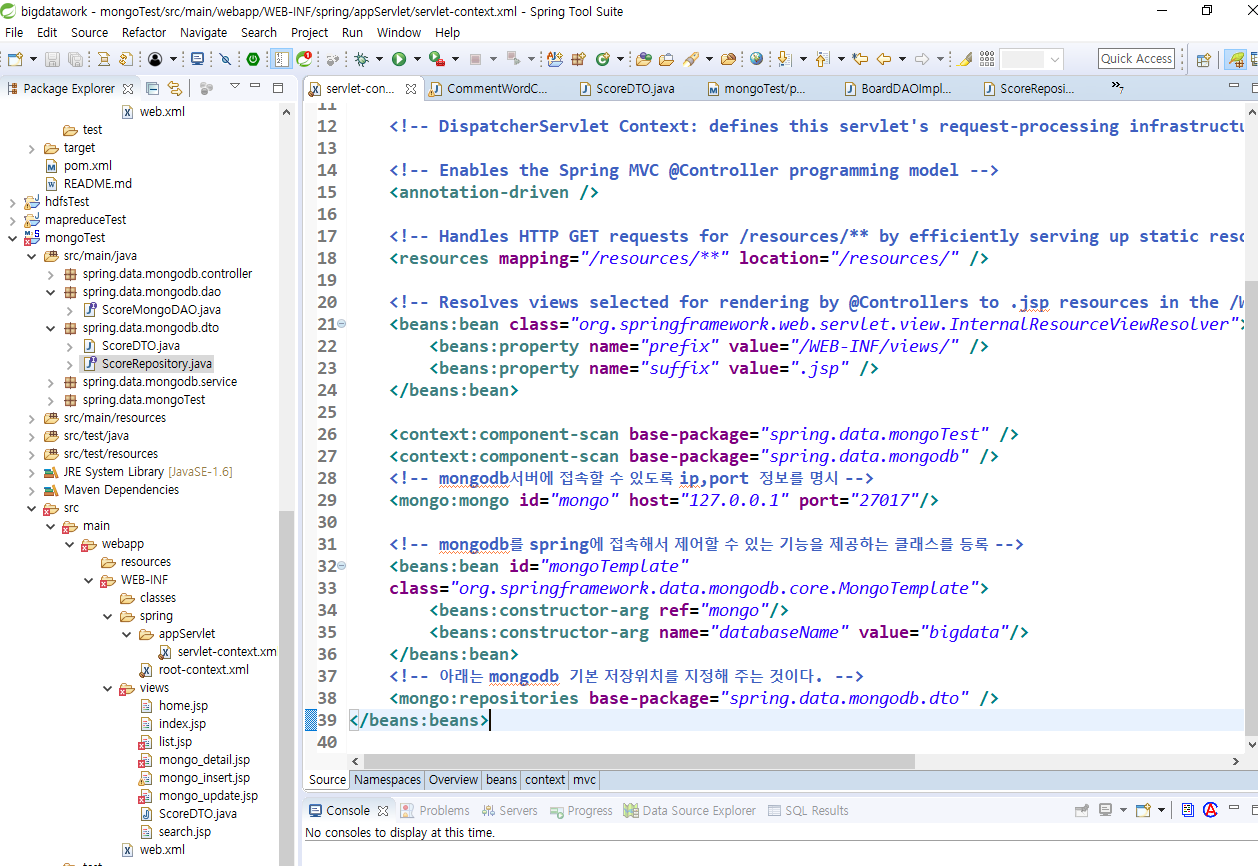 bigdatawork - mongoTest/src/main/webapp/WEB-INF/spring/appServlet/servlet-context.xml - Spring Tool Suite
File Edit Source Refactor Navigate Search Project Run Window Help
Quick Access
Package Explorer
web.xml
test
target
pom.xml
README.md
hdfsTest
mapreduceTest
mongoTest
src/main/java
spring.data.mongodb.controller
spring.data.mongodb.dao
ScoreMongoDAO.java
spring.data.mongodb.dto
ScoreDTO.java
ScoreRepository.java
spring.data.mongodb.service
spring.data.mongoTest
src/main/resources
src/test/java
src/test/resources
JRE System Library [JavaSE-1.6]
Maven Dependencies
src
main
webapp
resources
WEB-INF
classes
spring
appServlet
servlet-context.xm
root-context.xml
views
home.jsp
index.jsp
list.jsp
mongo_detail.jsp
mongo_insert.jsp
mongo_update.jsp
ScoreDTO.java
search.jsp
web.xml
test
servlet-con... CommentWordC... ScoreDTO.java mongoTest/p... BoardDAOImpl... ScoreReposi... »7
11
12 <!-- DispatcherServlet Context: defines this servlet's request-processing infrastructu
13
14 <!-- Enables the Spring MVC @Controller programming model -->
15 <annotation-driven />
16
17 <!-- Handles HTTP GET requests for /resources/** by efficiently serving up static reso
18 <resources mapping="/resources/**" location="/resources/" />
19
20 <!-- Resolves views selected for rendering by @Controllers to .jsp resources in the /W
21 <beans:bean class="org.springframework.web.servlet.view.InternalResourceViewResolver">
22 <beans:property name="prefix" value="/WEB-INF/views/" />
23 <beans:property name="suffix" value=".jsp" />
24 </beans:bean>
25
26 <context:component-scan base-package="spring.data.mongoTest" />
27 <context:component-scan base-package="spring.data.mongodb" />
28 <!-- mongodb서버에 접속할 수 있도록 ip,port 정보를 명시 -->
29 <mongo:mongo id="mongo" host="127.0.0.1" port="27017"/>
30
31 <!-- mongodb를 spring에 접속해서 제어할 수 있는 기능을 제공하는 클래스를 등록 -->
32 <beans:bean id="mongoTemplate"
33 class="org.springframework.data.mongodb.core.MongoTemplate">
34 <beans:constructor-arg ref="mongo"/>
35 <beans:constructor-arg name="databaseName" value="bigdata"/>
36 </beans:bean>
37 <!-- 아래는 mongodb 기본 저장위치를 지정해 주는 것이다. -->
38 <mongo:repositories base-package="spring.data.mongodb.dto" />
39 </beans:beans>
40
Source Namespaces Overview beans context mvc
Console Problems Servers Progress Data Source Explorer SQL Results
No consoles to display at this time.